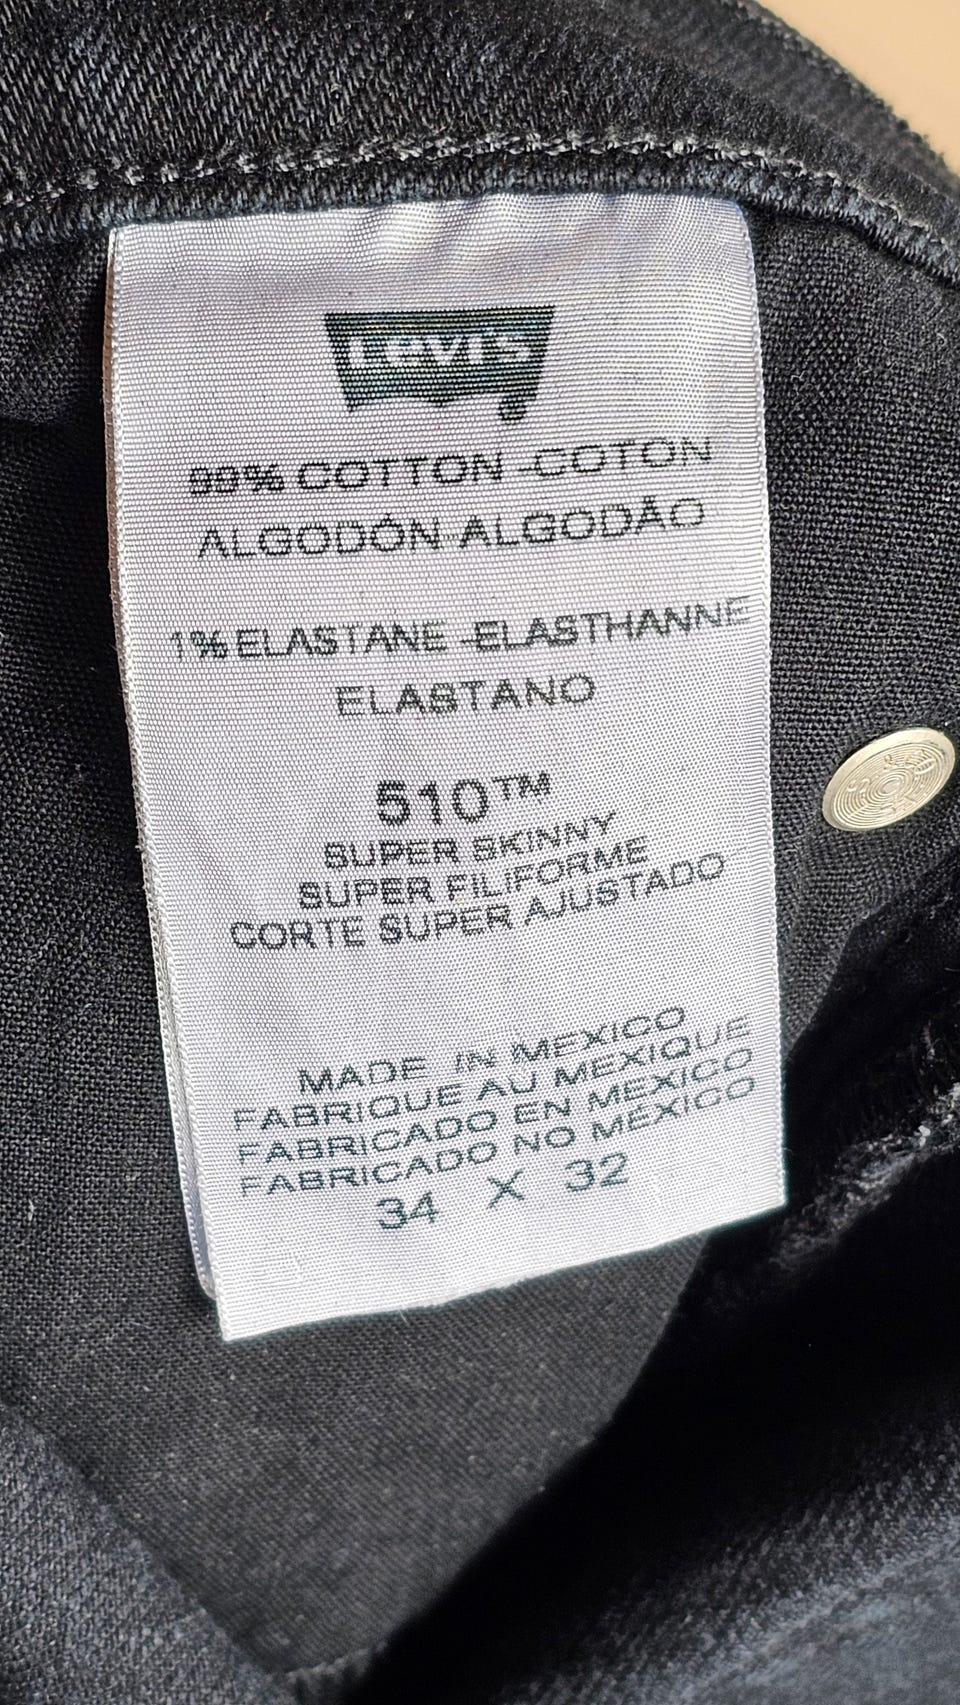 Levi's
®
99% COTTON -COTON
ALGODÓN-ALGODÃO
1% ELASTANE -ELASTHANNE
ELASTANO
510™
SUPER SKINNY
SUPER FILIFORME
CORTE SUPER AJUSTADO
MADE IN MEXICO
FABRIQUE AU MEXIQUE
FABRICADO EN MEXICO
FABRICADO NO MÉXICO
34 X 32